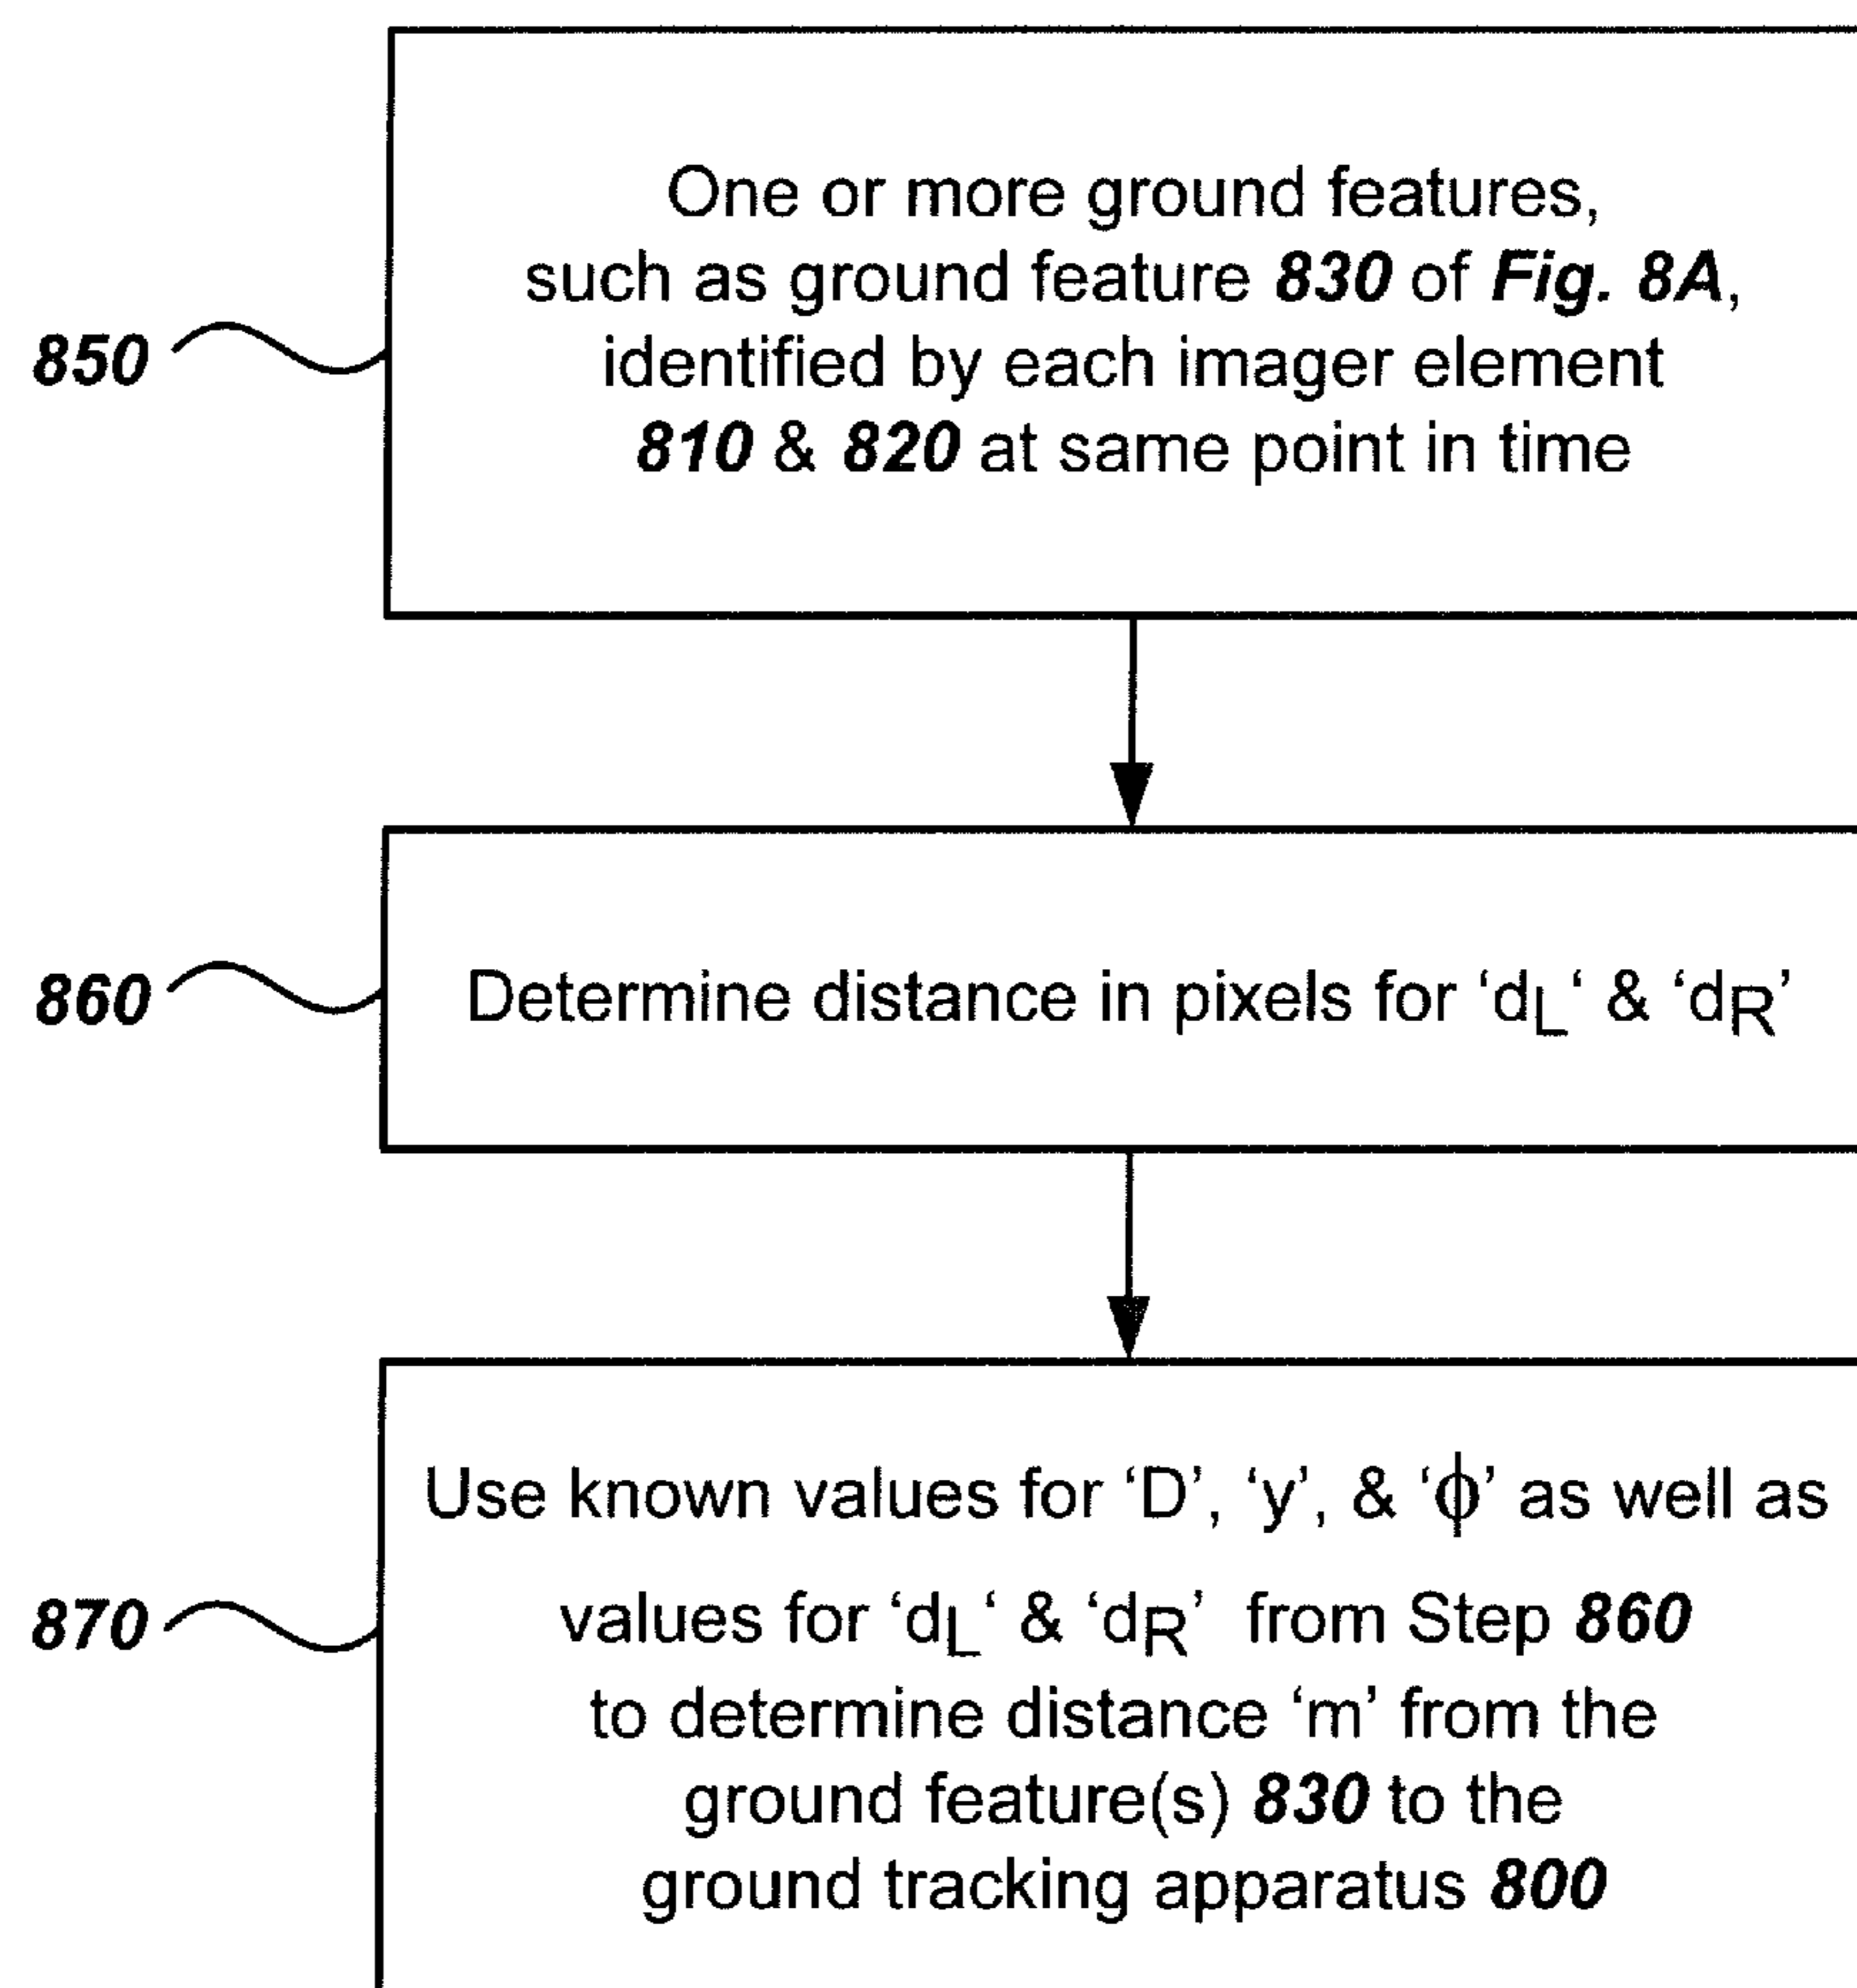 One or more ground features,
such as ground feature 830 of Fig. 8A,
850
identified by each imager element
810 & 820 at same point in time
860
Determine distance in pixels for ‘dL‘ & ‘dR’
Use known values for ‘D’, ‘y’, & ‘ϕ’ as well as
870
values for ‘dL‘ & ‘dR’ from Step 860
to determine distance ‘m’ from the
ground feature(s) 830 to the
ground tracking apparatus 800